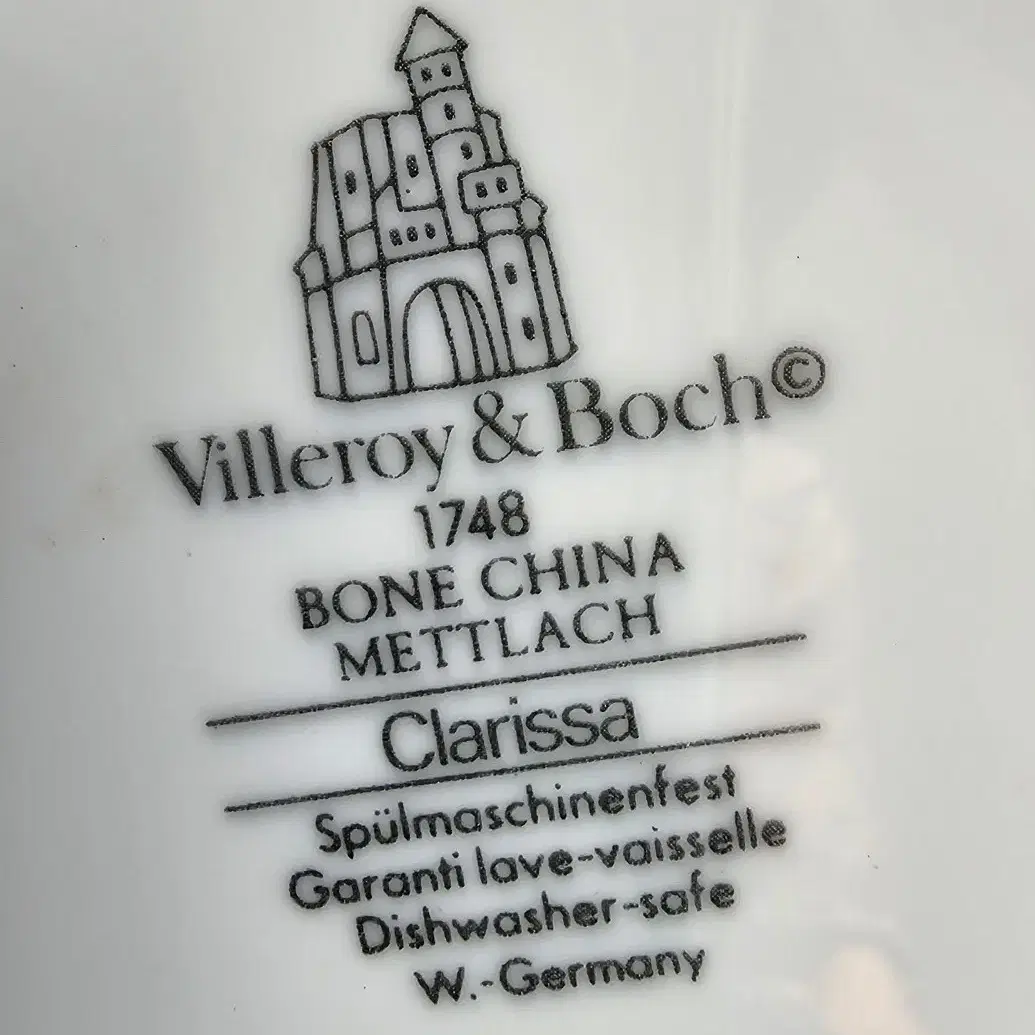 Villeroy & Boch©
1748
BONE CHINA
METTLACH
Clarissa
Spülmaschinenfest
Garanti lave-vaisselle
Dishwasher-safe
W.-Germany